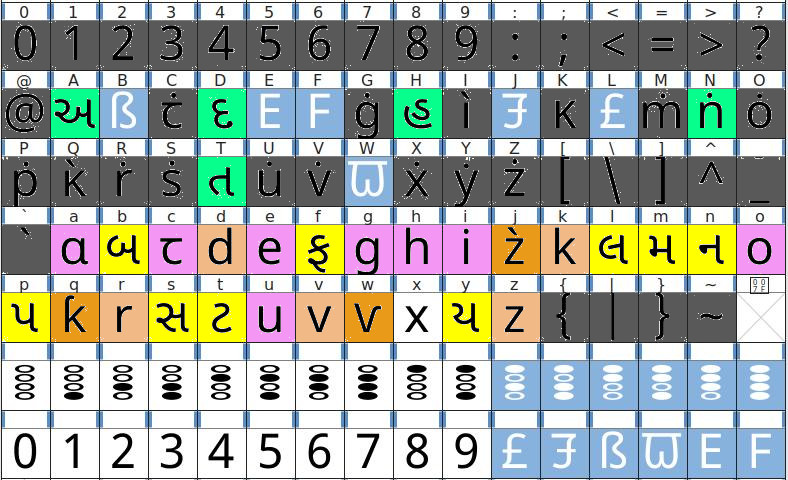 0 1 2 3 4 5 6 7 8 9 : ; < = > ?
0 1 2 3 4 5 6 7 8 9 : ; < = > ?
@ A B C D E F G H I J K L M N O
@ અ ß દ E F ġ હ ì ĸ £ ṁ ṅ ȯ
P Q R S T U V W X Y Z [ \ ] ^ _
ṗ k̀ ṙ ṡ ત u̇ v̇ ẋ ẏ ż [ \ ] ^ _
` a b c d e f g h i j k l m n o
` ɑ બ ꞇ d e ફ g h i z̀ k લ મ ન o
p q r s t u v w x y z { | } ~
પ ƙ r સ ટ u v ⱱ x ય z { | } ~
0 1 2 3 4 5 6 7 8 9 £ ß E F